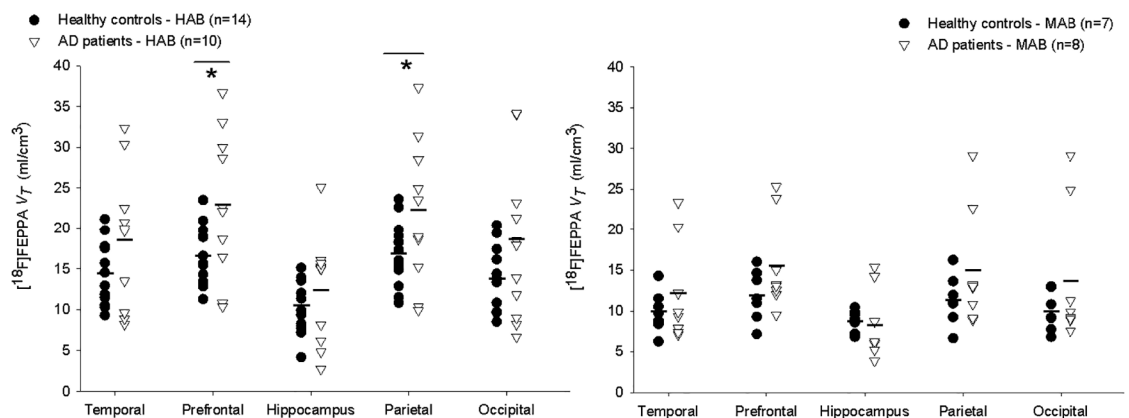 Healthy controls - HAB (n=14)
AD patients - HAB (n=10)
[¹⁸F]FEPPA V_T (ml/cm³)
40
35
30
25
20
15
10
5
0
*
*
Temporal
Prefrontal
Hippocampus
Parietal
Occipital
Healthy controls - MAB (n=7)
AD patients - MAB (n=8)
[¹⁸F]FEPPA V_T (ml/cm³)
40
35
30
25
20
15
10
5
0
Temporal
Prefrontal
Hippocampus
Parietal
Occipital